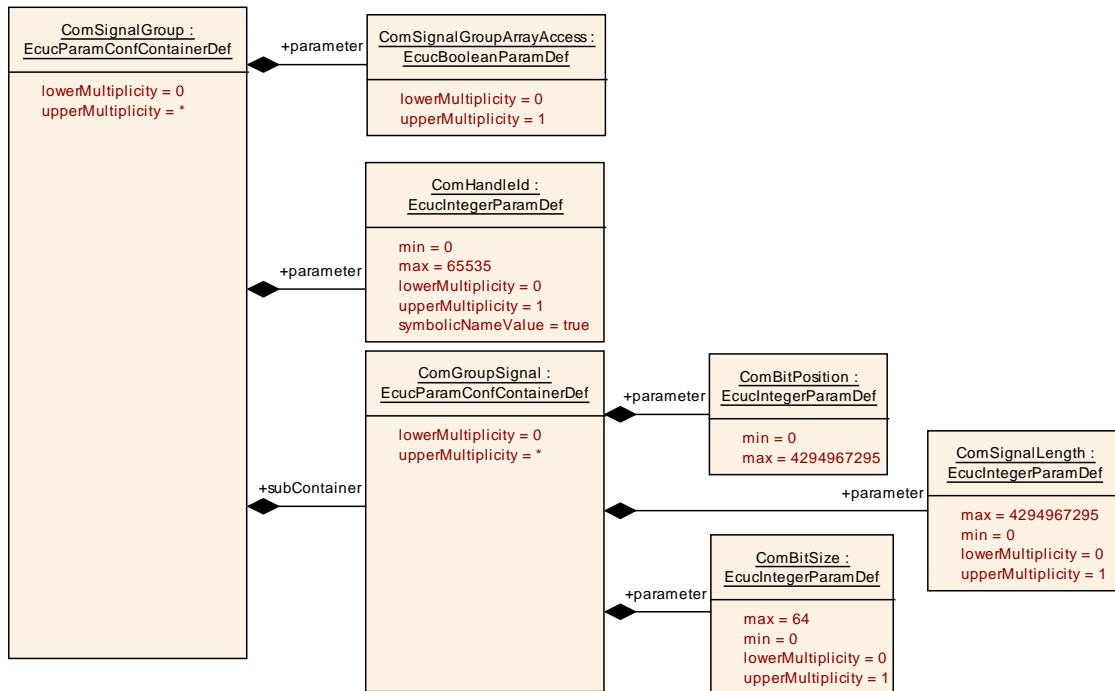 ComSignalGroup :
EcucParamConfContainerDef
lowerMultiplicity = 0
upperMultiplicity = *
+parameter
ComSignalGroupArrayAccess:
EcucBooleanParamDef
lowerMultiplicity = 0
upperMultiplicity = 1
+parameter
ComHandleId :
EcucIntegerParamDef
min = 0
max = 65535
lowerMultiplicity = 0
upperMultiplicity = 1
symbolicNameValue = true
+subContainer
ComGroupSignal :
EcucParamConfContainerDef
lowerMultiplicity = 0
upperMultiplicity = *
+parameter
ComBitPosition :
EcucIntegerParamDef
min = 0
max = 4294967295
+parameter
ComSignalLength :
EcucIntegerParamDef
max = 4294967295
min = 0
lowerMultiplicity = 0
upperMultiplicity = 1
+parameter
ComBitSize :
EcucIntegerParamDef
max = 64
min = 0
lowerMultiplicity = 0
upperMultiplicity = 1